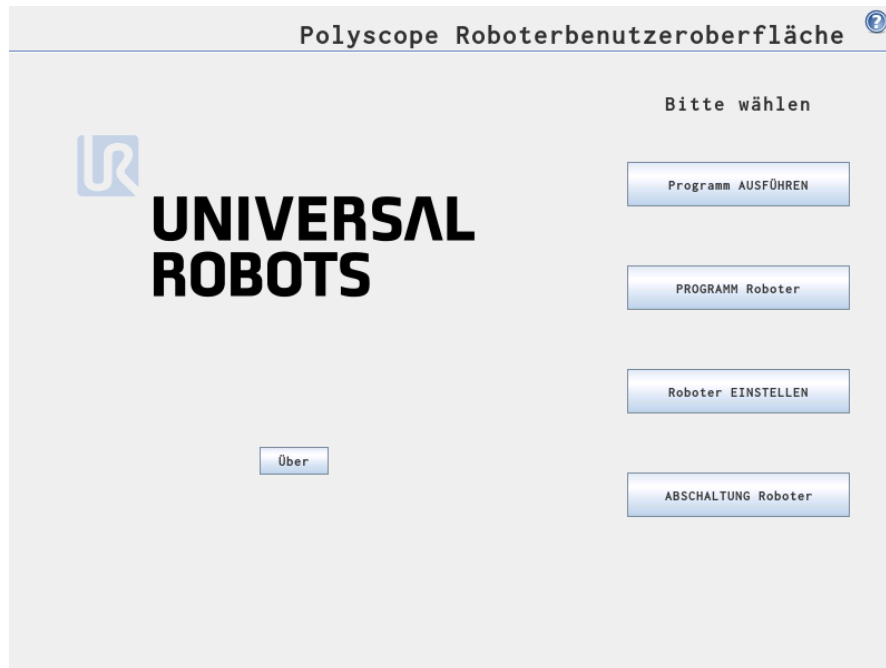 Polyscope Roboterbenutzeroberfläche ?
Bitte wählen
UR
UNIVERSAL
ROBOTS
Programm AUSFÜHREN
PROGRAMM Roboter
Roboter EINSTELLEN
Über
ABSCHALTUNG Roboter